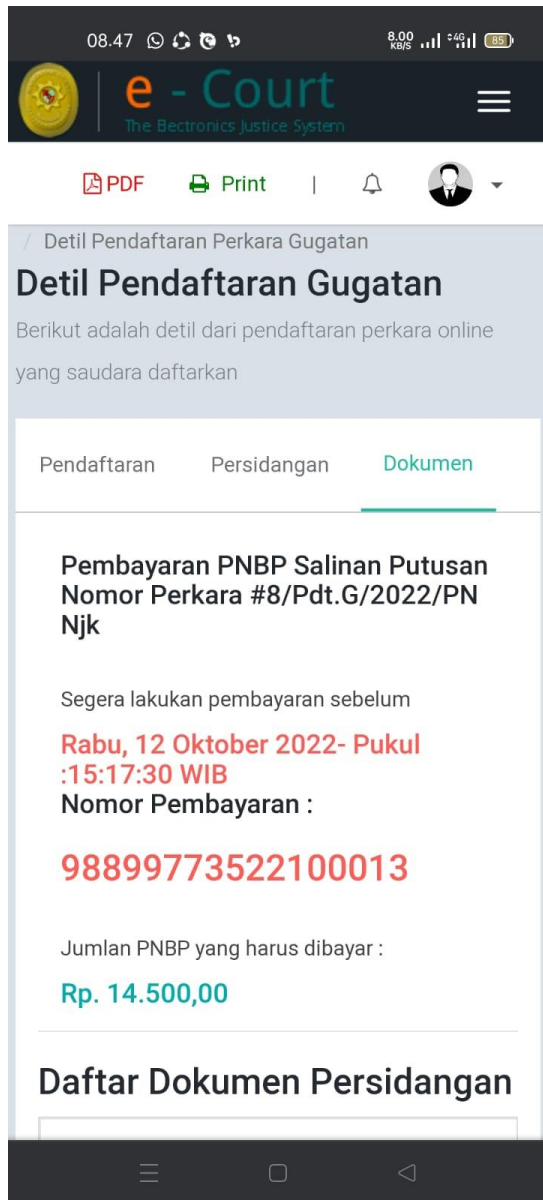 08.47
8.00 KB/S 4G 85
e - Court
The Electronics Justice System
PDF Print |
/ Detil Pendaftaran Perkara Gugatan
Detil Pendaftaran Gugatan
Berikut adalah detil dari pendaftaran perkara online
yang saudara daftarkan
Pendaftaran Persidangan Dokumen
Pembayaran PNBP Salinan Putusan
Nomor Perkara #8/Pdt.G/2022/PN
Njk
Segera lakukan pembayaran sebelum
Rabu, 12 Oktober 2022- Pukul
:15:17:30 WIB
Nomor Pembayaran :
98899773522100013
Jumlan PNBP yang harus dibayar :
Rp. 14.500,00
Daftar Dokumen Persidangan